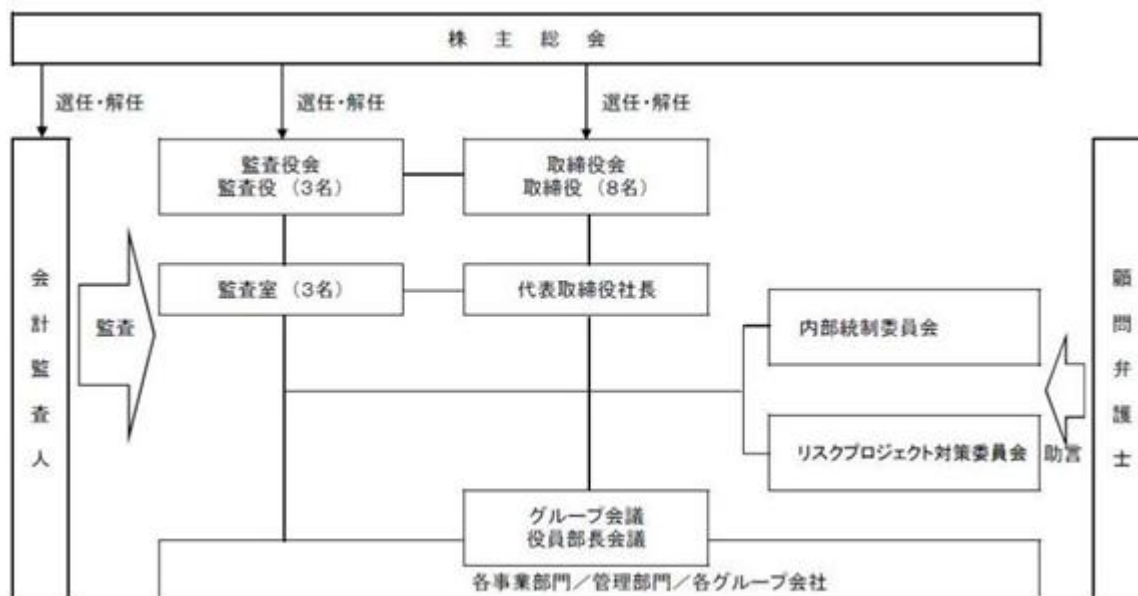 株主総会
選任・解任
選任・解任
選任・解任
監査役会
監査役（3名）
取締役会
取締役（8名）
会計監査人
監査
監査室（3名）
代表取締役社長
内部統制委員会
リスクプロジェクト対策委員会
助言
顧問弁護士
グループ会議
役員部長会議
各事業部門／管理部門／各グループ会社